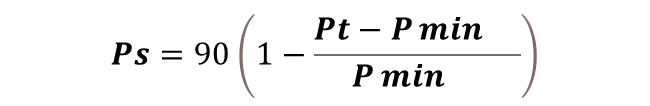 Ps = 90 (1 − (Pt − P min) / (P min))